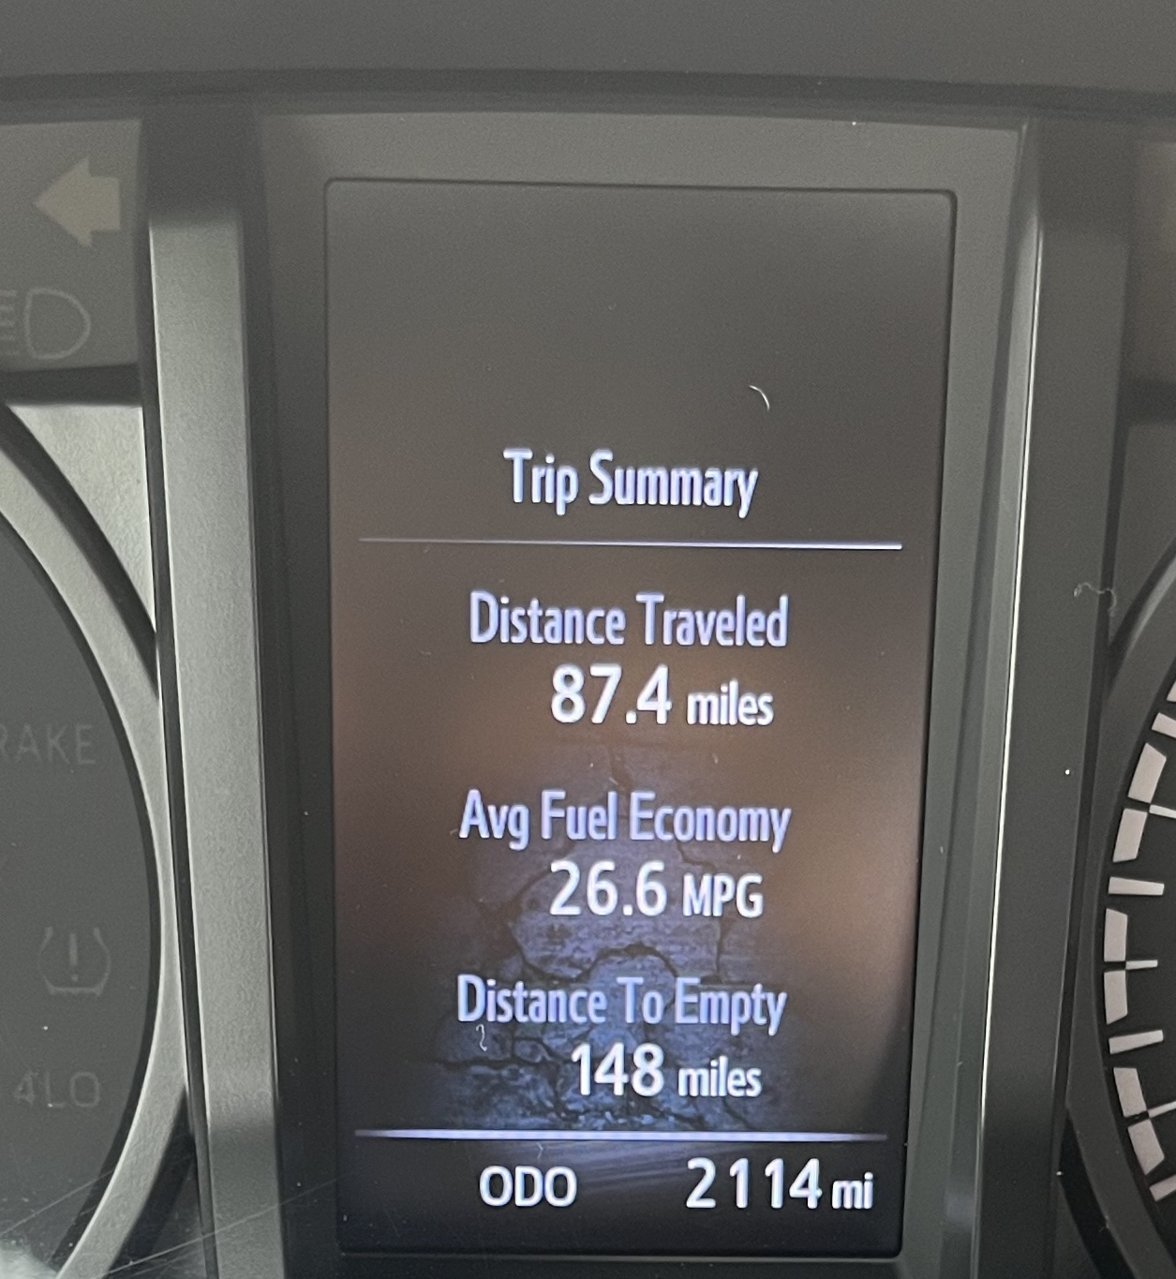 Trip Summary
Distance Traveled
87.4 miles
Avg Fuel Economy
26.6 MPG
RAKE
Distance To Empty
148 miles
4LO
ODO 2114 mi